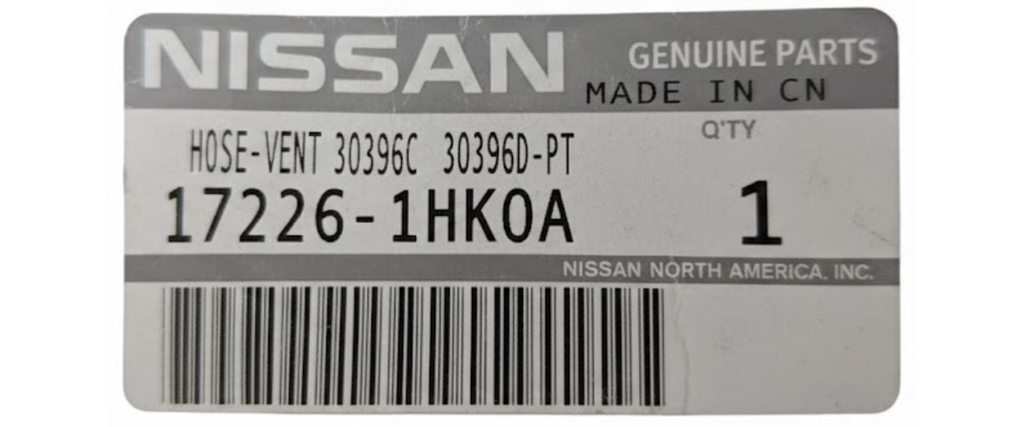 NISSAN
GENUINE PARTS
MADE IN CN
HOSE-VENT 30396C 30396D-PT
Q'TY
17226-1HK0A
1
NISSAN NORTH AMERICA, INC.